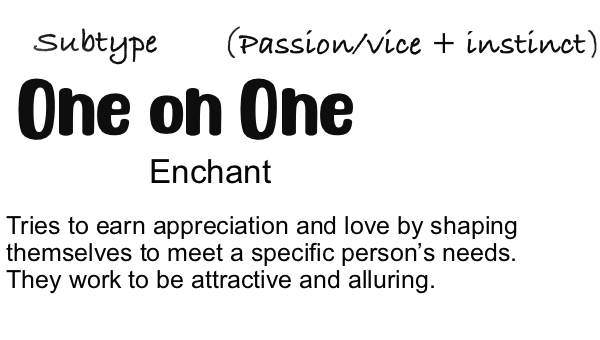 Subtype (Passion/vice + instinct)
One on One
Enchant
Tries to earn appreciation and love by shaping
themselves to meet a specific person's needs.
They work to be attractive and alluring.